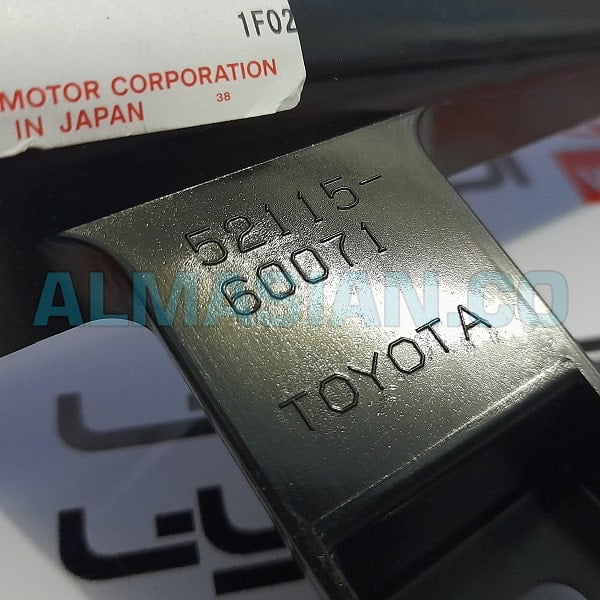 1F02
MOTOR CORPORATION
IN JAPAN
38
52115-
60071
ALMASIAN.CO
TOYOTA